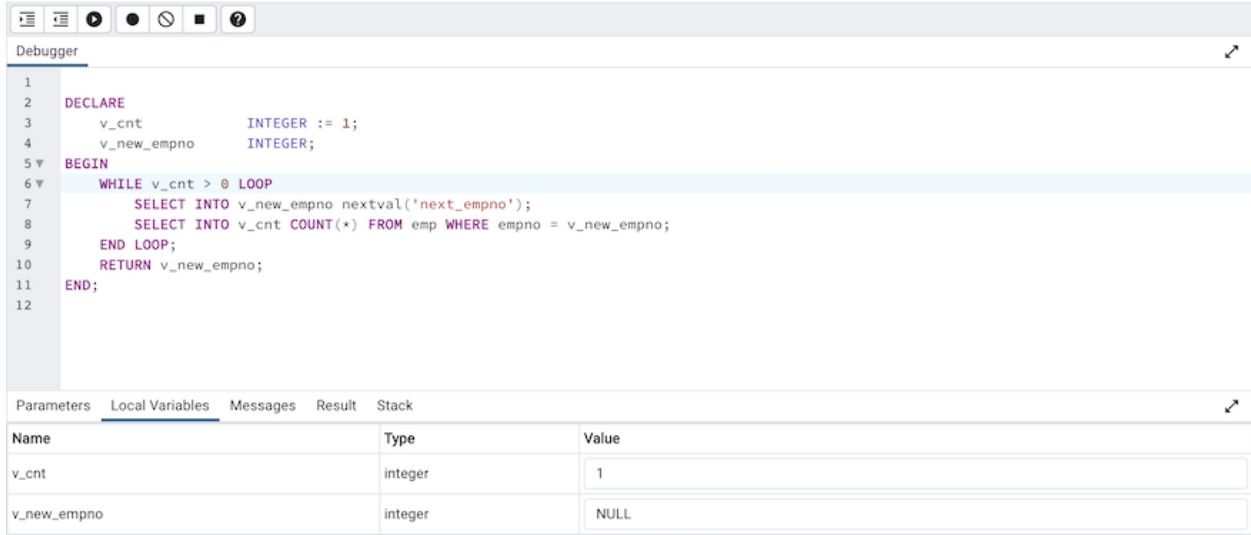 Debugger
1
2 DECLARE
3 v_cnt INTEGER := 1;
4 v_new_empno INTEGER;
5 BEGIN
6 WHILE v_cnt > 0 LOOP
7 SELECT INTO v_new_empno nextval('next_empno');
8 SELECT INTO v_cnt COUNT(*) FROM emp WHERE empno = v_new_empno;
9 END LOOP;
10 RETURN v_new_empno;
11 END;
12
Parameters Local Variables Messages Result Stack
Name Type Value
v_cnt integer 1
v_new_empno integer NULL